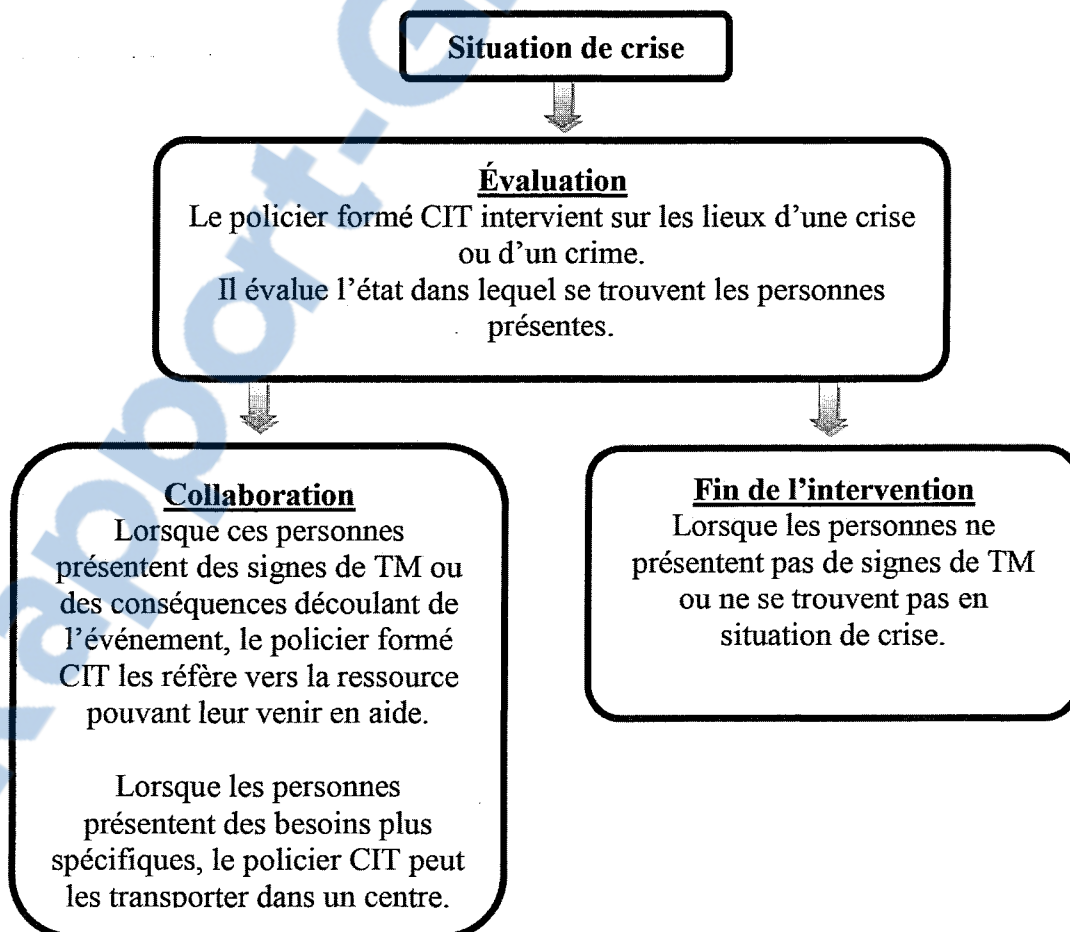 Situation de crise
Évaluation
Le policier formé CIT intervient sur les lieux d'une crise
ou d'un crime.
Il évalue l'état dans lequel se trouvent les personnes
présentes.
Collaboration
Lorsque ces personnes
présentent des signes de TM ou
des conséquences découlant de
l'événement, le policier formé
CIT les réfère vers la ressource
pouvant leur venir en aide.
Lorsque les personnes
présentent des besoins plus
spécifiques, le policier CIT peut
les transporter dans un centre.
Fin de l'intervention
Lorsque les personnes ne
présentent pas de signes de TM
ou ne se trouvent pas en
situation de crise.